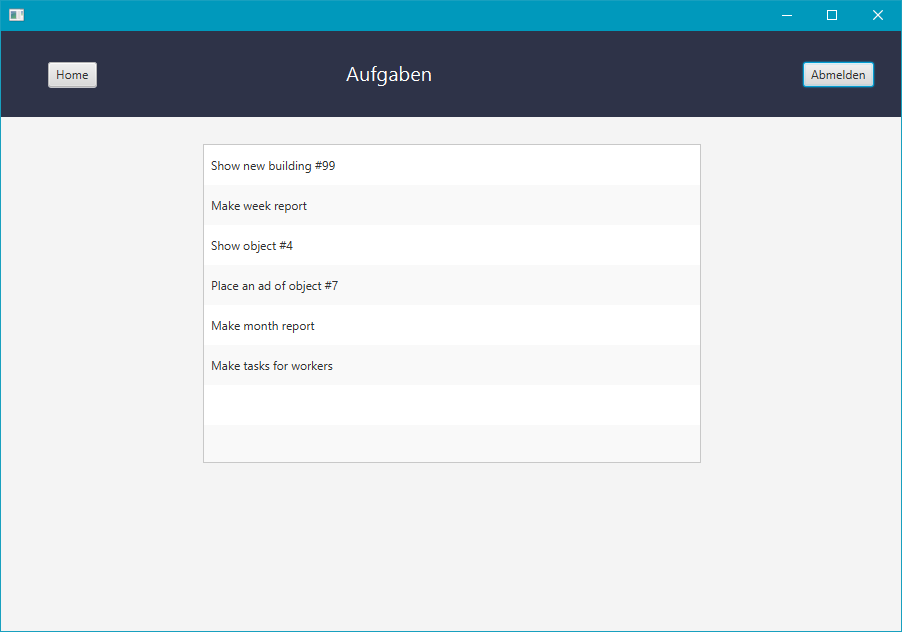 Home
Aufgaben
Abmelden
Show new building #99
Make week report
Show object #4
Place an ad of object #7
Make month report
Make tasks for workers